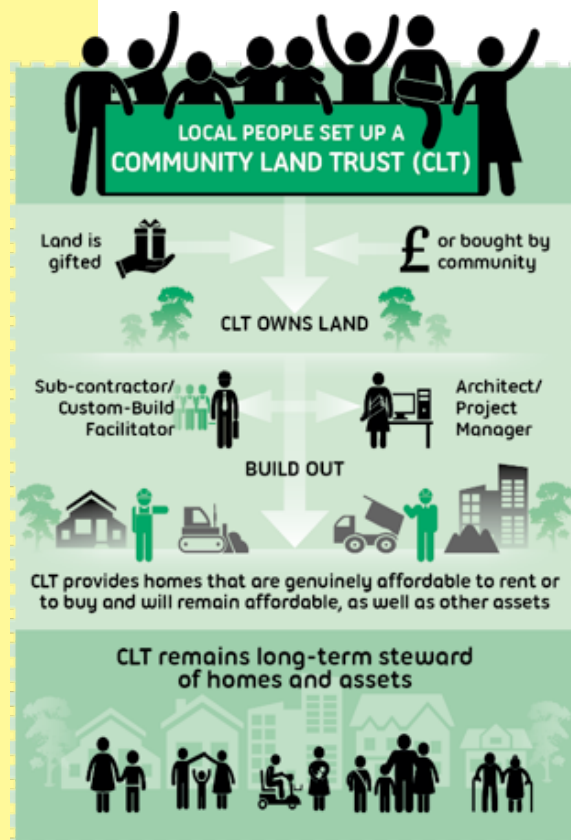 LOCAL PEOPLE SET UP A
COMMUNITY LAND TRUST (CLT)
Land is
gifted
£ or bought by
community
CLT OWNS LAND
Sub-contractor/
Custom-Build
Facilitator
Architect/
Project
Manager
BUILD OUT
CLT provides homes that are genuinely affordable to rent or
to buy and will remain affordable, as well as other assets
CLT remains long-term steward
of homes and assets